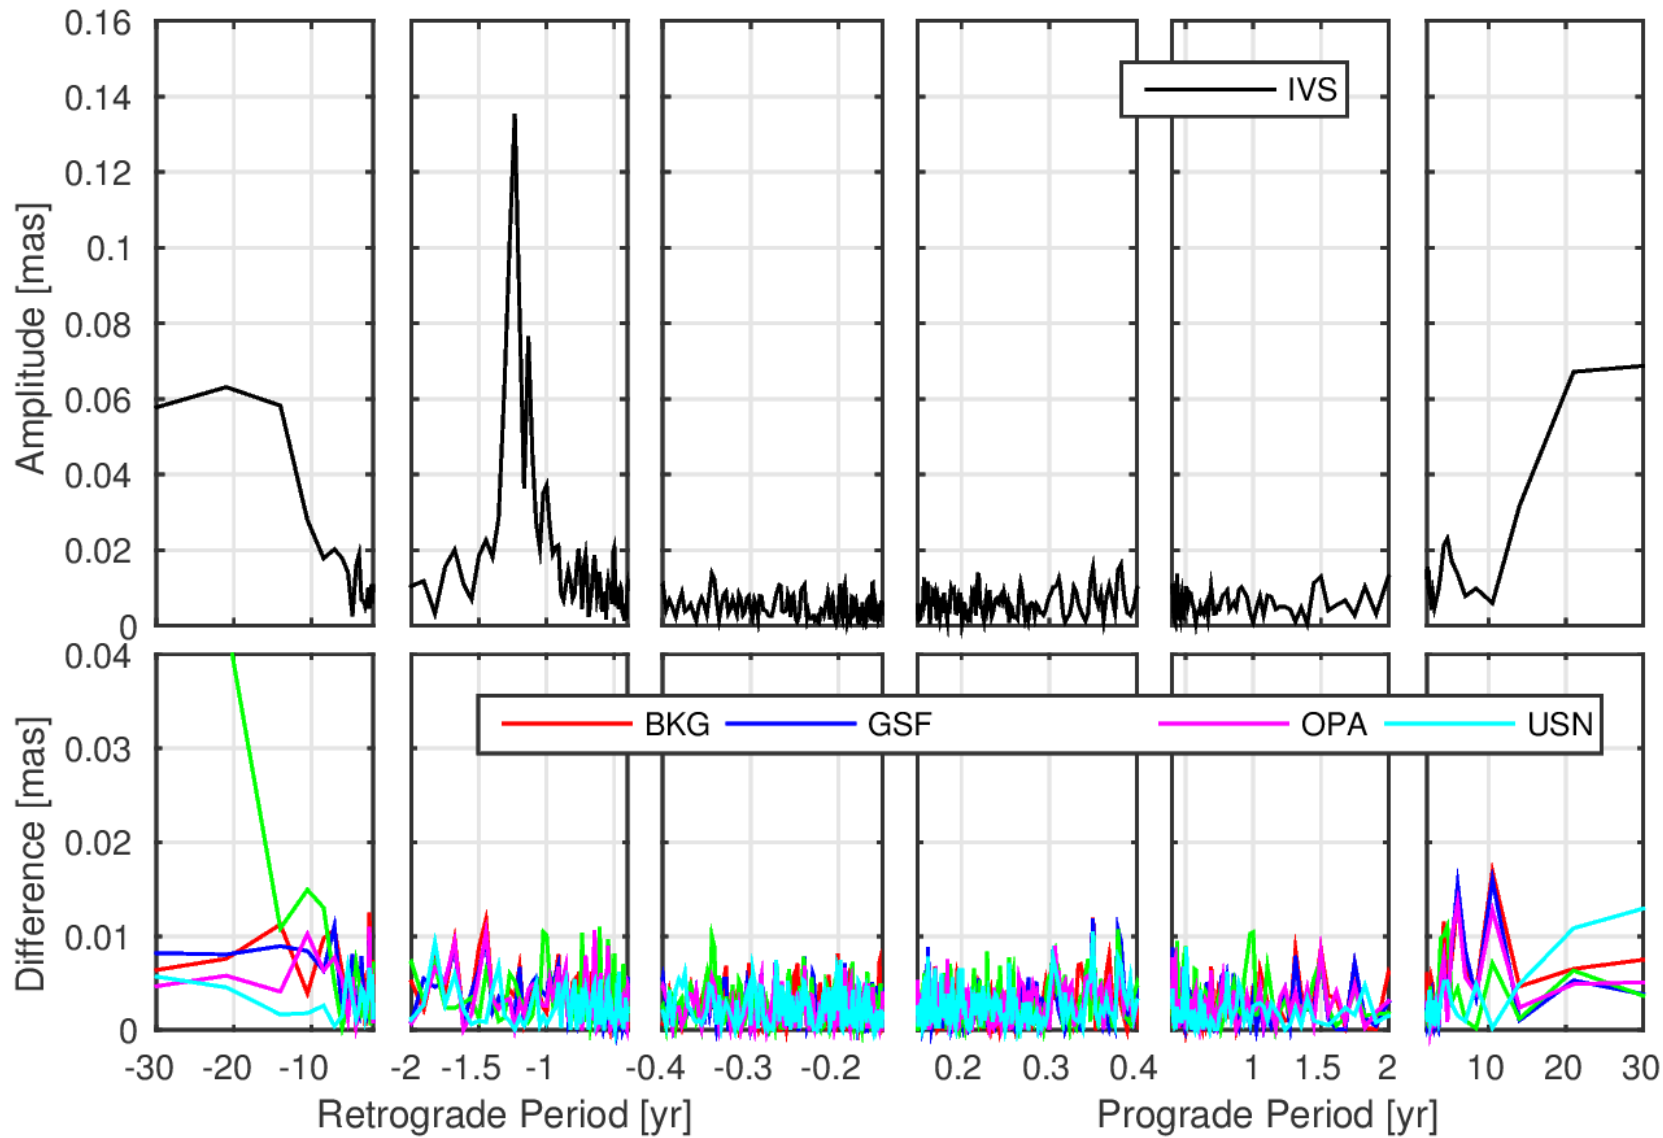 0.16
0.14
0.12
0.1
0.08
0.06
0.04
0.02
0
Amplitude [mas]
IVS
0.04
0.03
0.02
0.01
0
Difference [mas]
BKG GSF OPA USN
-30 -20 -10 -2 -1.5 -1 -0.4 -0.3 -0.2 0.2 0.3 0.4 1 1.5 2 10 20 30
Retrograde Period [yr] Prograde Period [yr]